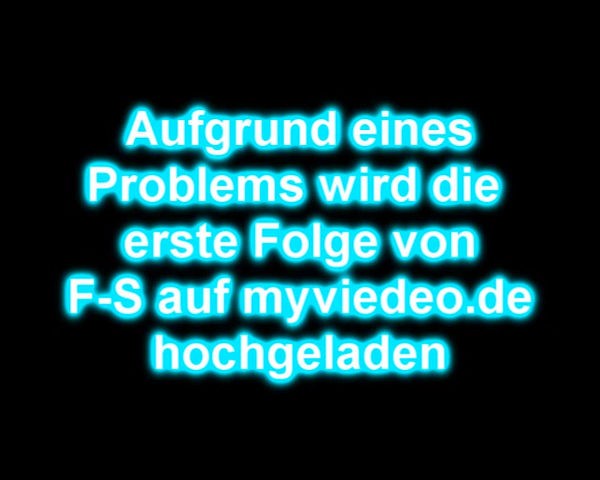 Aufgrund eines
Problems wird die
erste Folge von
F-S auf myviedeo.de
hochgeladen